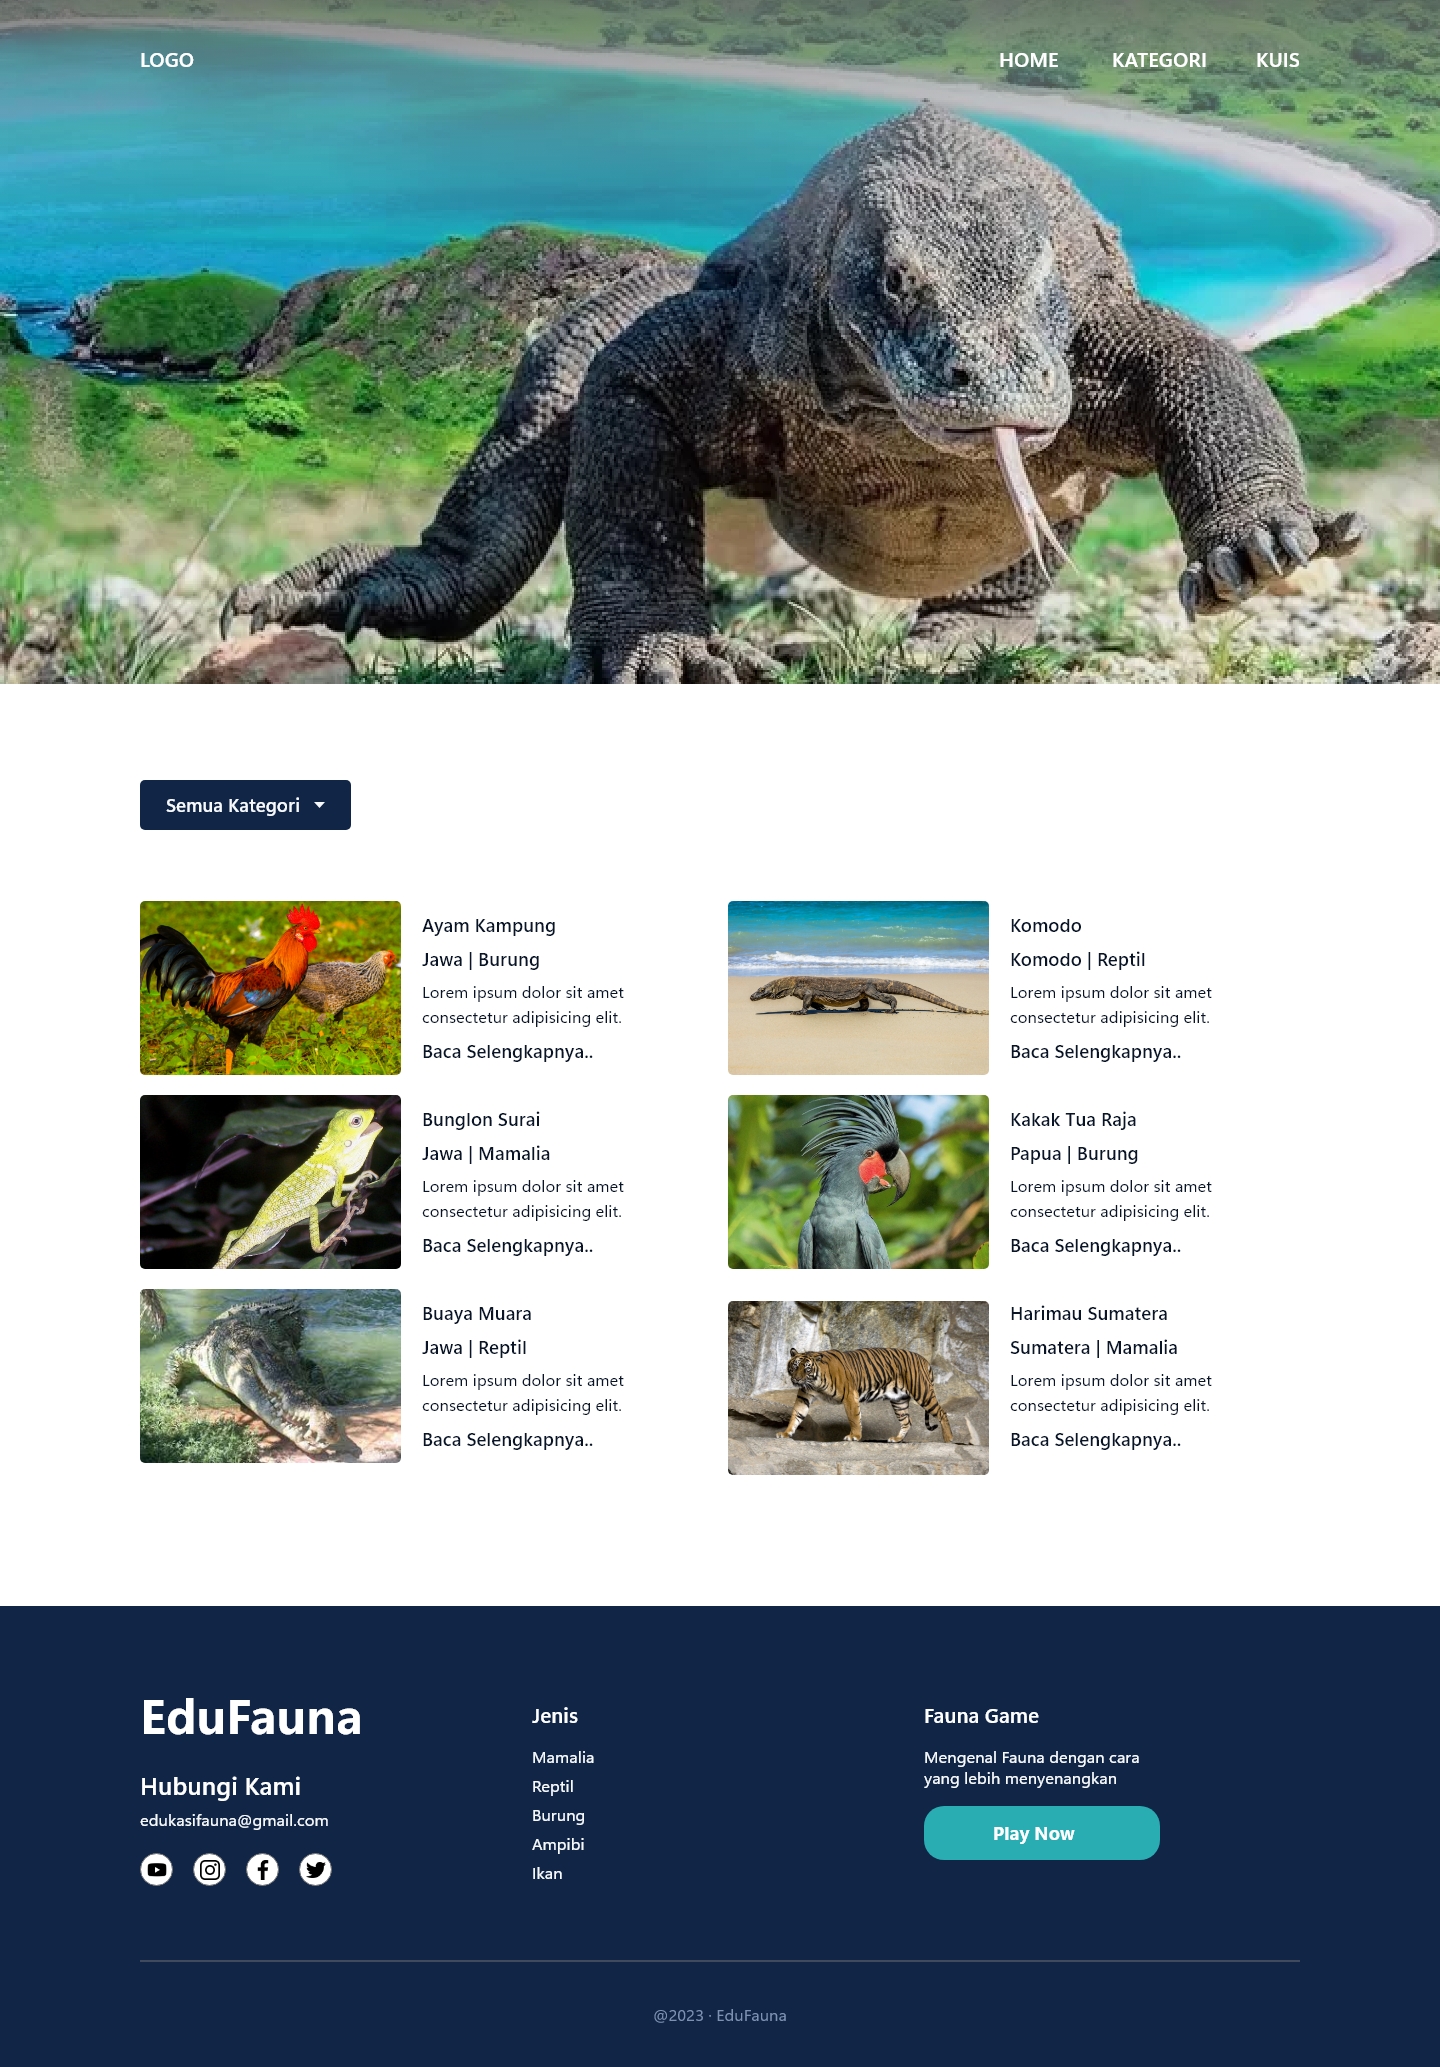 LOGO
HOME
KATEGORI
KUIS
Semua Kategori
Ayam Kampung
Jawa | Burung
Lorem ipsum dolor sit amet
consectetur adipisicing elit.
Baca Selengkapnya..
Komodo
Komodo | Reptil
Lorem ipsum dolor sit amet
consectetur adipisicing elit.
Baca Selengkapnya..
Bunglon Surai
Jawa | Mamalia
Lorem ipsum dolor sit amet
consectetur adipisicing elit.
Baca Selengkapnya..
Kakak Tua Raja
Papua | Burung
Lorem ipsum dolor sit amet
consectetur adipisicing elit.
Baca Selengkapnya..
Buaya Muara
Jawa | Reptil
Lorem ipsum dolor sit amet
consectetur adipisicing elit.
Baca Selengkapnya..
Harimau Sumatera
Sumatera | Mamalia
Lorem ipsum dolor sit amet
consectetur adipisicing elit.
Baca Selengkapnya..
EduFauna
Hubungi Kami
edukasifauna@gmail.com
Jenis
Mamalia
Reptil
Burung
Ampibi
Ikan
Fauna Game
Mengenal Fauna dengan cara
yang lebih menyenangkan
Play Now
@2023 · EduFauna